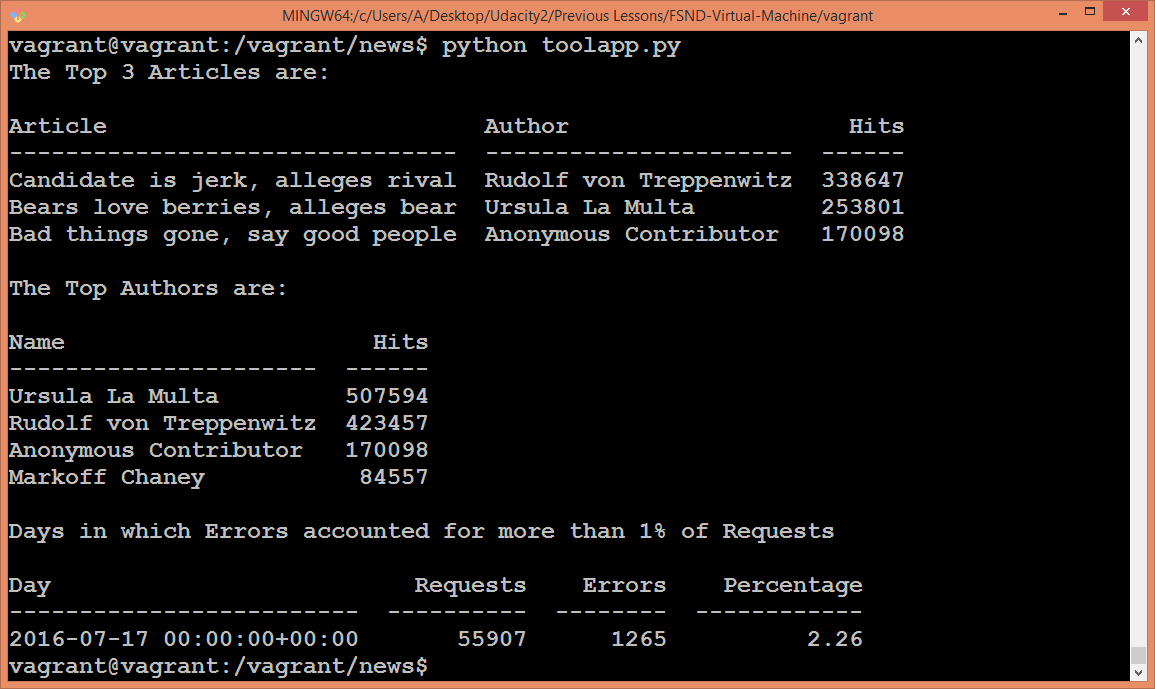 MINGW64:/c/Users/A/Desktop/Udacity2/Previous Lessons/FSND-Virtual-Machine/vagrant
vagrant@vagrant:/vagrant/news$ python toolapp.py
The Top 3 Articles are:

Article                           Author                    Hits
--------------------------------  ----------------------  ------
Candidate is jerk, alleges rival  Rudolf von Treppenwitz  338647
Bears love berries, alleges bear  Ursula La Multa         253801
Bad things gone, say good people  Anonymous Contributor   170098

The Top Authors are:

Name                      Hits
----------------------  ------
Ursula La Multa         507594
Rudolf von Treppenwitz  423457
Anonymous Contributor   170098
Markoff Chaney           84557

Days in which Errors accounted for more than 1% of Requests

Day                          Requests    Errors    Percentage
-------------------------  ----------  --------  ------------
2016-07-17 00:00:00+00:00       55907      1265          2.26
vagrant@vagrant:/vagrant/news$